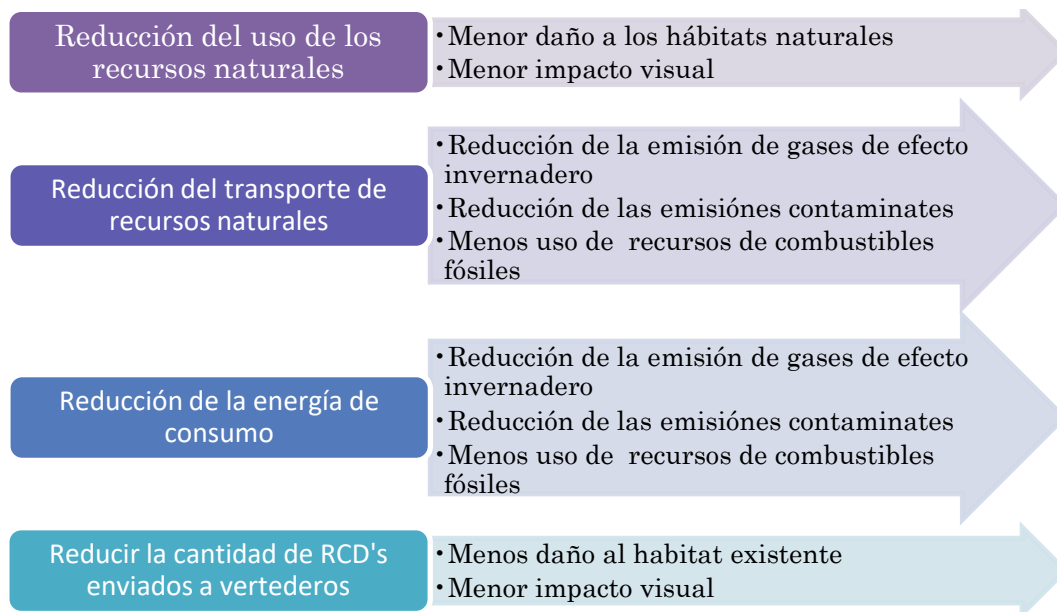 Reducción del uso de los
recursos naturales
•Menor daño a los hábitats naturales
•Menor impacto visual
Reducción del transporte de
recursos naturales
•Reducción de la emisión de gases de efecto
invernadero
•Reducción de las emisiónes contaminates
•Menos uso de recursos de combustibles
fósiles
Reducción de la energía de
consumo
•Reducción de la emisión de gases de efecto
invernadero
•Reducción de las emisiónes contaminates
•Menos uso de recursos de combustibles
fósiles
Reducir la cantidad de RCD's
enviados a vertederos
•Menos daño al habitat existente
•Menor impacto visual